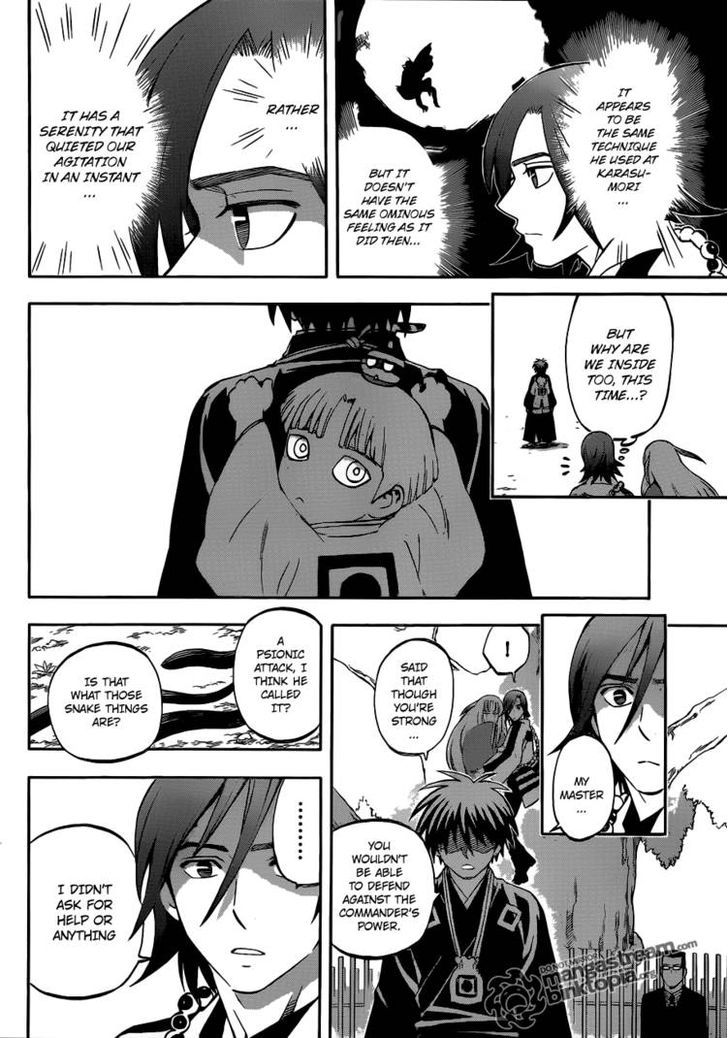 IT
APPEARS
TO BE
THE SAME
TECHNIQUE
HE USED AT
KARASU-
MORI
...
BUT IT
DOESN'T
HAVE THE
SAME OMINOUS
FEELING AS IT
DID THEN...
RATHER
...
IT HAS A
SERENITY THAT
QUIETED OUR
AGITATION
IN AN INSTANT
...
BUT
WHY ARE
WE INSIDE
TOO, THIS
TIME...?
MY
MASTER
...
!
SAID
THAT THOUGH
YOU'RE
STRONG
...
YOU
WOULDN'T
BE ABLE
TO DEFEND
AGAINST THE
COMMANDER'S
POWER.
A
PSIONIC
ATTACK, I
THINK HE
CALLED
IT?
IS THAT
WHAT THOSE
SNAKE THINGS
ARE?
........
I DIDN'T
ASK FOR
HELP OR
ANYTHING
mangastream.com
binktopia.org